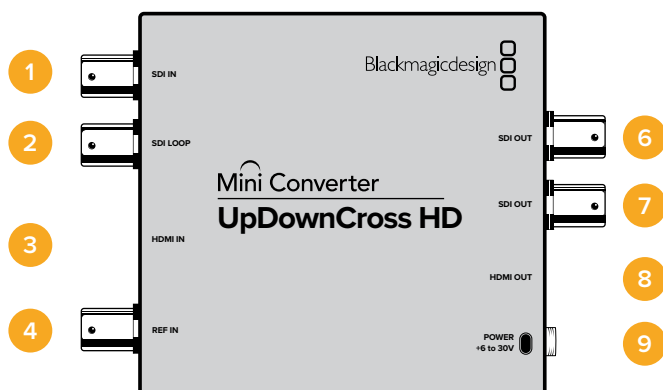 Blackmagicdesign
1
SDI IN
2
SDI LOOP
SDI OUT
6
Mini Converter
UpDownCross HD
SDI OUT
7
3
HDMI IN
HDMI OUT
8
4
REF IN
POWER
+6 to 30V
9